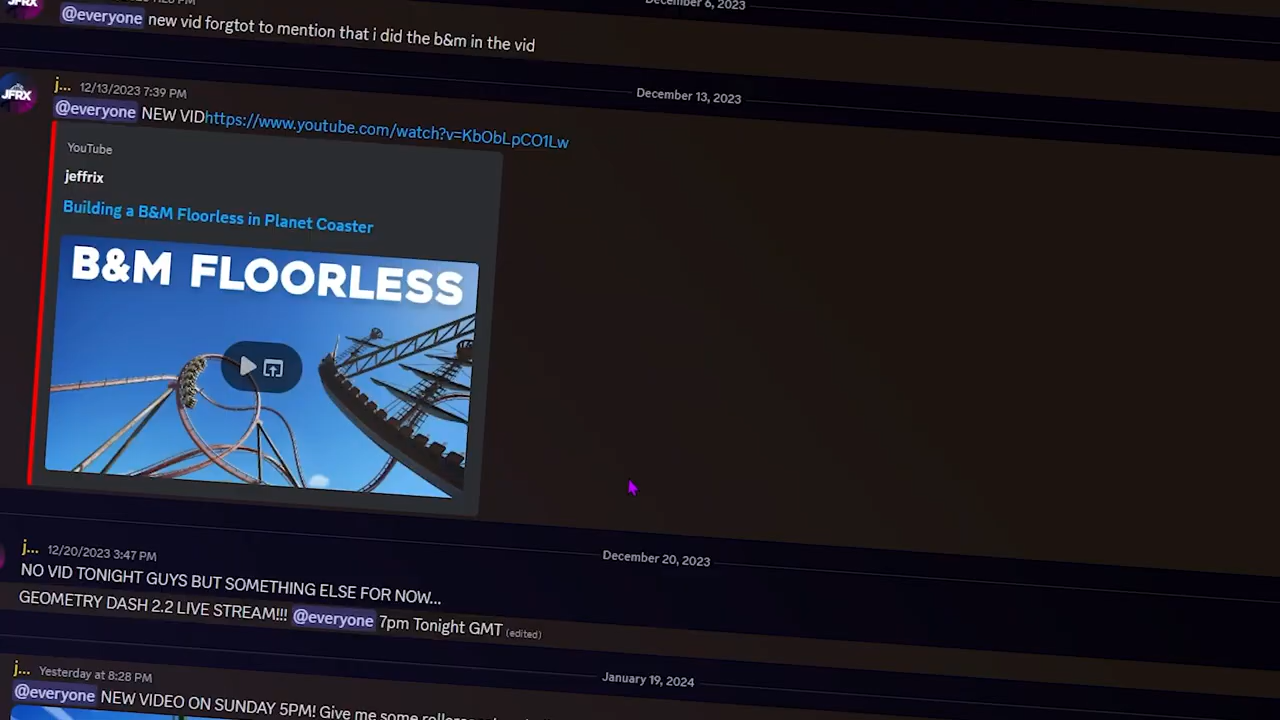 JFRX
December 6, 2023
@everyone new vid forgtot to mention that i did the b&m in the vid
December 13, 2023
JFRX
j... 12/13/2023 7:39 PM
@everyone NEW VIDhttps://www.youtube.com/watch?v=KbObLpCO1Lw
YouTube
jeffrix
Building a B&M Floorless in Planet Coaster
B&M FLOORLESS
December 20, 2023
j... 12/20/2023 3:47 PM
NO VID TONIGHT GUYS BUT SOMETHING ELSE FOR NOW...
GEOMETRY DASH 2.2 LIVE STREAM!!! @everyone 7pm Tonight GMT (edited)
January 19, 2024
j... Yesterday at 8:28 PM
@everyone NEW VIDEO ON SUNDAY 5PM! Give me some